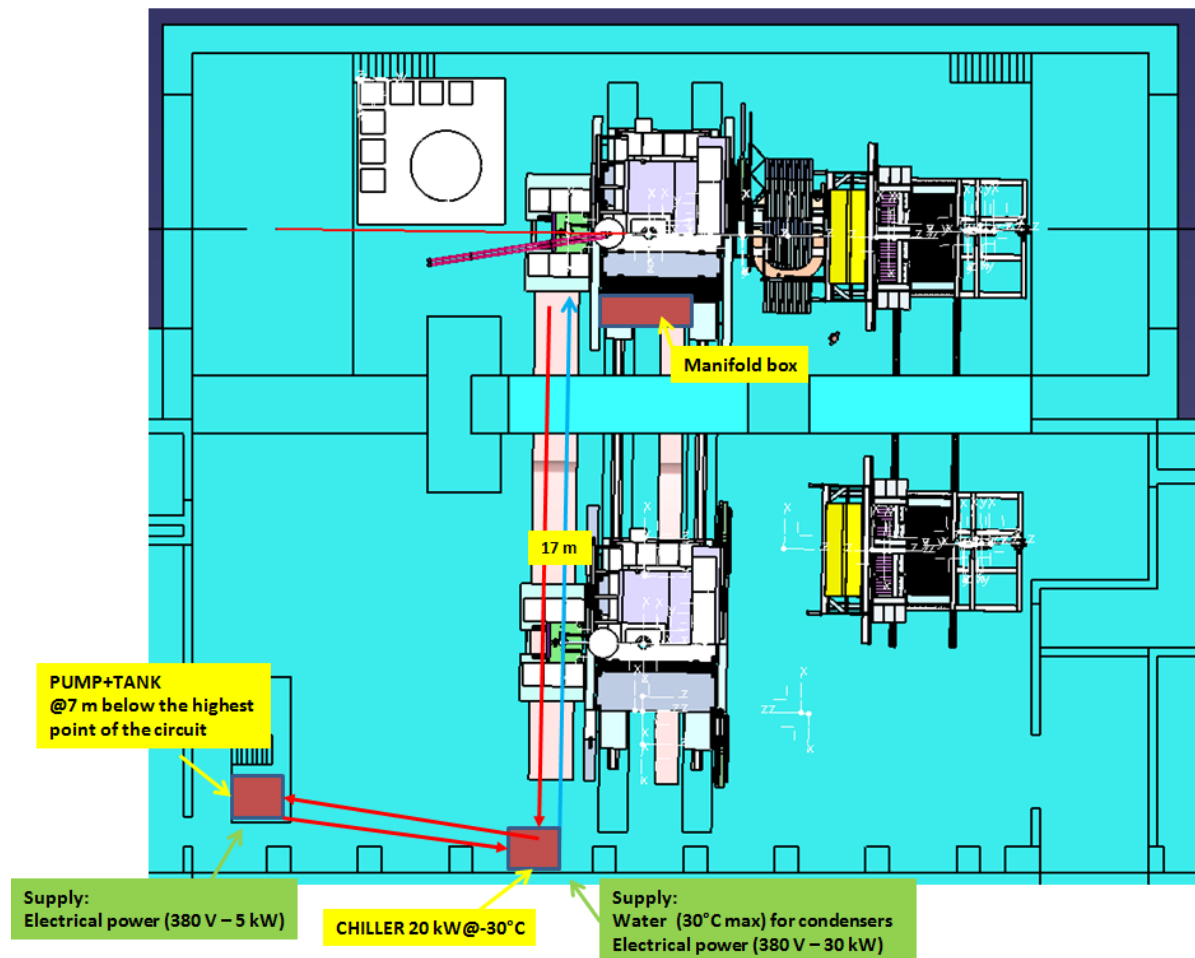 Manifold box
17 m
PUMP+TANK
@7 m below the highest
point of the circuit
Supply:
Electrical power (380 V – 5 kW)
CHILLER 20 kW@-30°C
Supply:
Water  (30°C max) for condensers
Electrical power (380 V – 30 kW)